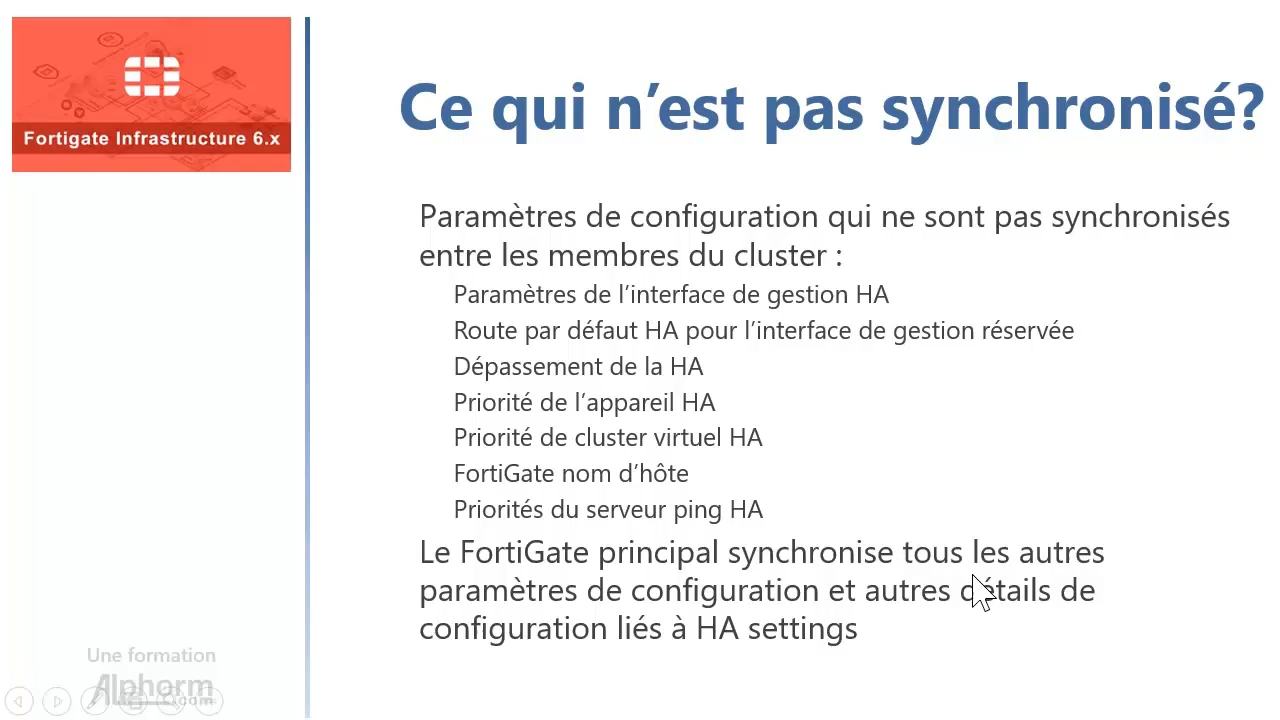 Fortigate Infrastructure 6.x
Ce qui n’est pas synchronisé?
Paramètres de configuration qui ne sont pas synchronisés
entre les membres du cluster :
Paramètres de l’interface de gestion HA
Route par défaut HA pour l’interface de gestion réservée
Dépassement de la HA
Priorité de l’appareil HA
Priorité de cluster virtuel HA
FortiGate nom d’hôte
Priorités du serveur ping HA
Le FortiGate principal synchronise tous les autres
paramètres de configuration et autres détails de
configuration liés à HA settings
Une formation
Alphorm
.com